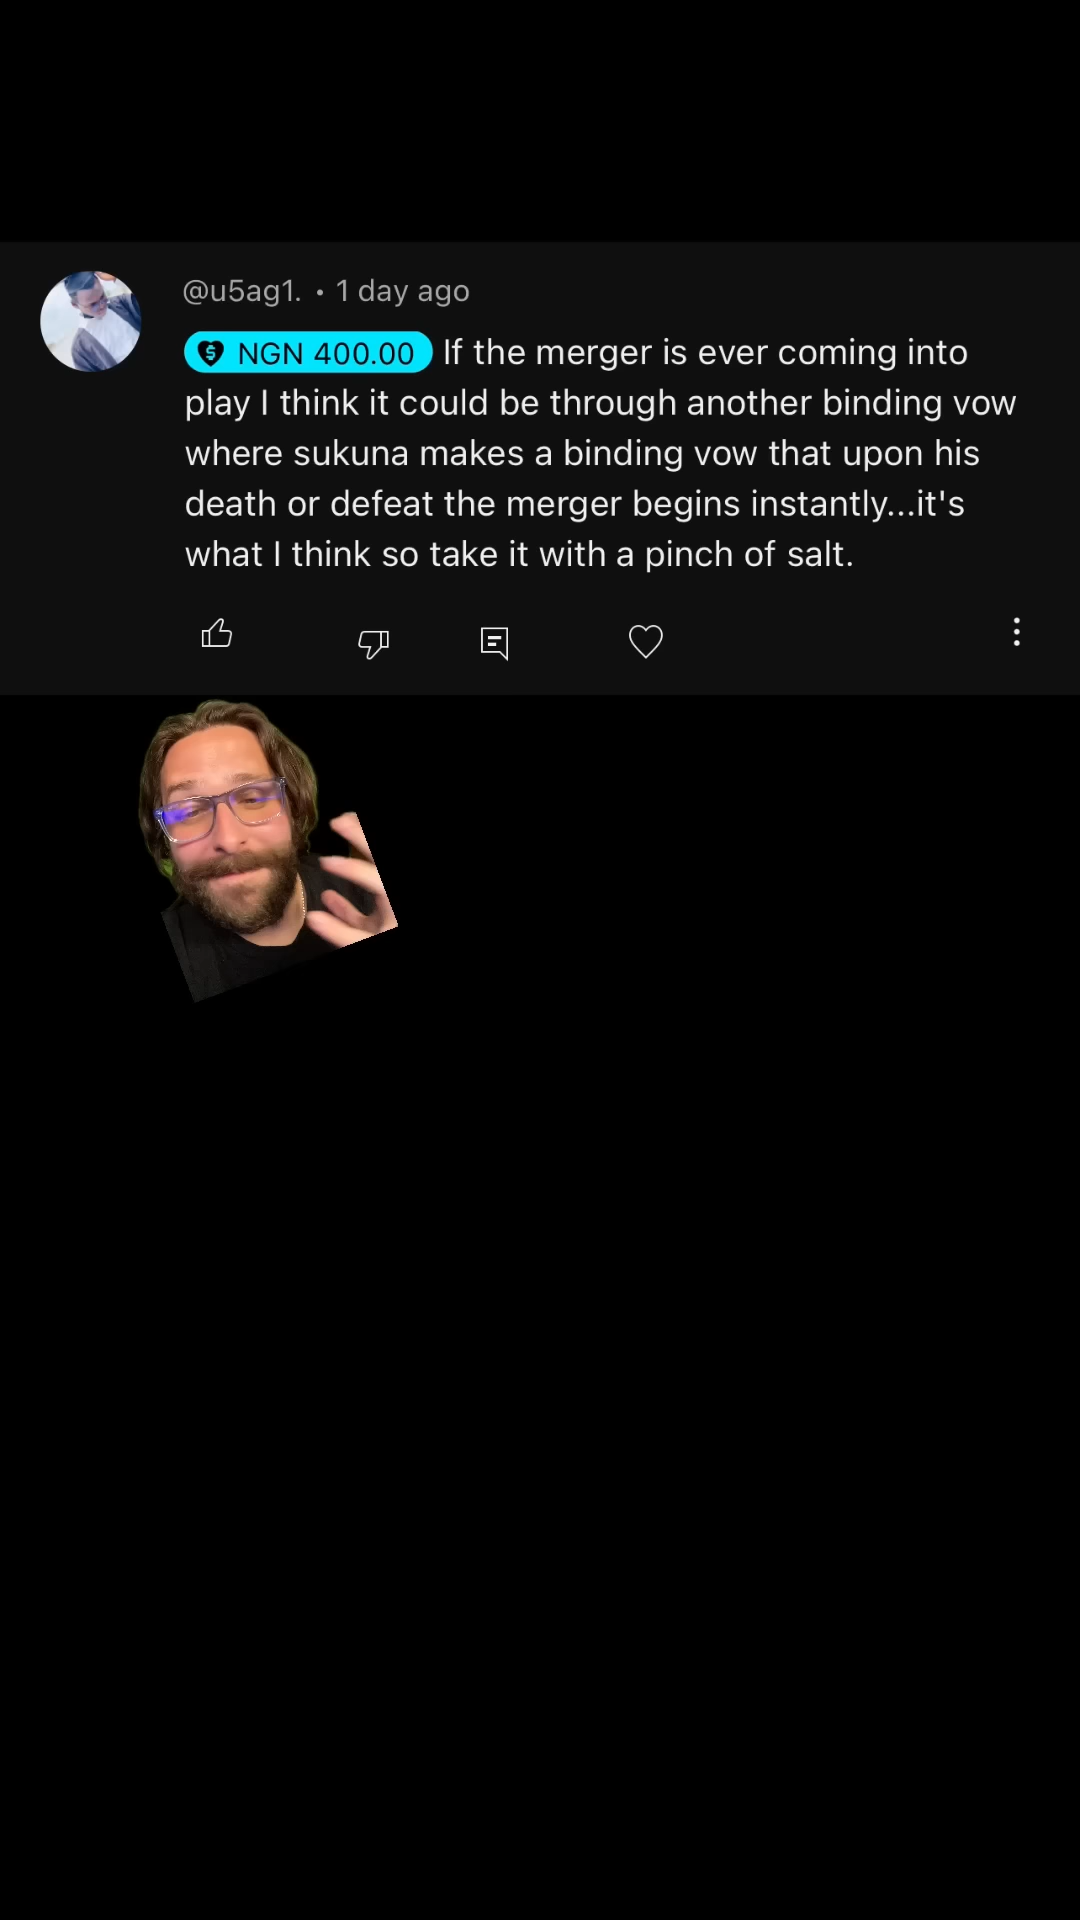 @u5ag1. • 1 day ago
NGN 400.00 If the merger is ever coming into
play I think it could be through another binding vow
where sukuna makes a binding vow that upon his
death or defeat the merger begins instantly...it's
what I think so take it with a pinch of salt.